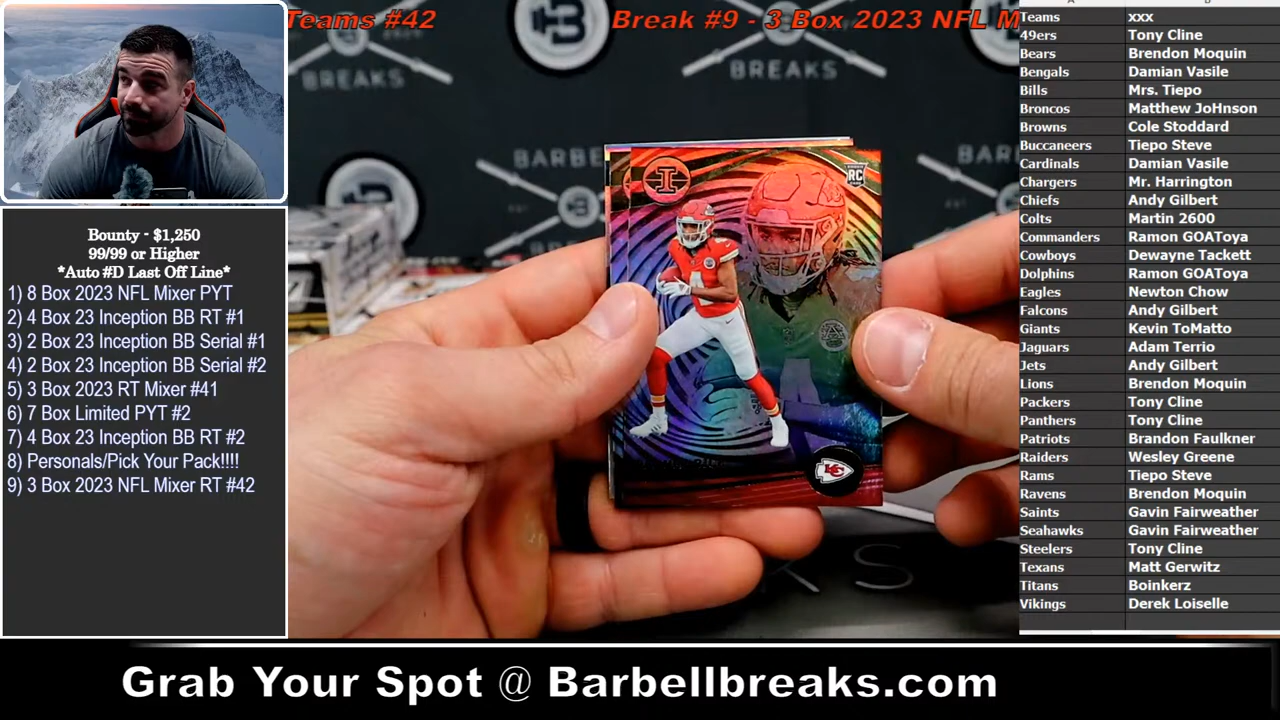 Teams #42
Break #9 - 3 Box 2023 NFL M
BREAKS
BREAKS
BARBE
BAR
RC
4
Bounty - $1,250
99/99 or Higher
*Auto #D Last Off Line*
1) 8 Box 2023 NFL Mixer PYT
2) 4 Box 23 Inception BB RT #1
3) 2 Box 23 Inception BB Serial #1
4) 2 Box 23 Inception BB Serial #2
5) 3 Box 2023 RT Mixer #41
6) 7 Box Limited PYT #2
7) 4 Box 23 Inception BB RT #2
8) Personals/Pick Your Pack!!!!
9) 3 Box 2023 NFL Mixer RT #42
Teams xxx
49ers Tony Cline
Bears Brendon Moquin
Bengals Damian Vasile
Bills Mrs. Tiepo
Broncos Matthew JoHnson
Browns Cole Stoddard
Buccaneers Tiepo Steve
Cardinals Damian Vasile
Chargers Mr. Harrington
Chiefs Andy Gilbert
Colts Martin 2600
Commanders Ramon GOAToya
Cowboys Dewayne Tackett
Dolphins Ramon GOAToya
Eagles Newton Chow
Falcons Andy Gilbert
Giants Kevin ToMatto
Jaguars Adam Terrio
Jets Andy Gilbert
Lions Brendon Moquin
Packers Tony Cline
Panthers Tony Cline
Patriots Brandon Faulkner
Raiders Wesley Greene
Rams Tiepo Steve
Ravens Brendon Moquin
Saints Gavin Fairweather
Seahawks Gavin Fairweather
Steelers Tony Cline
Texans Matt Gerwitz
Titans Boinkerz
Vikings Derek Loiselle
Grab Your Spot @ Barbellbreaks.com